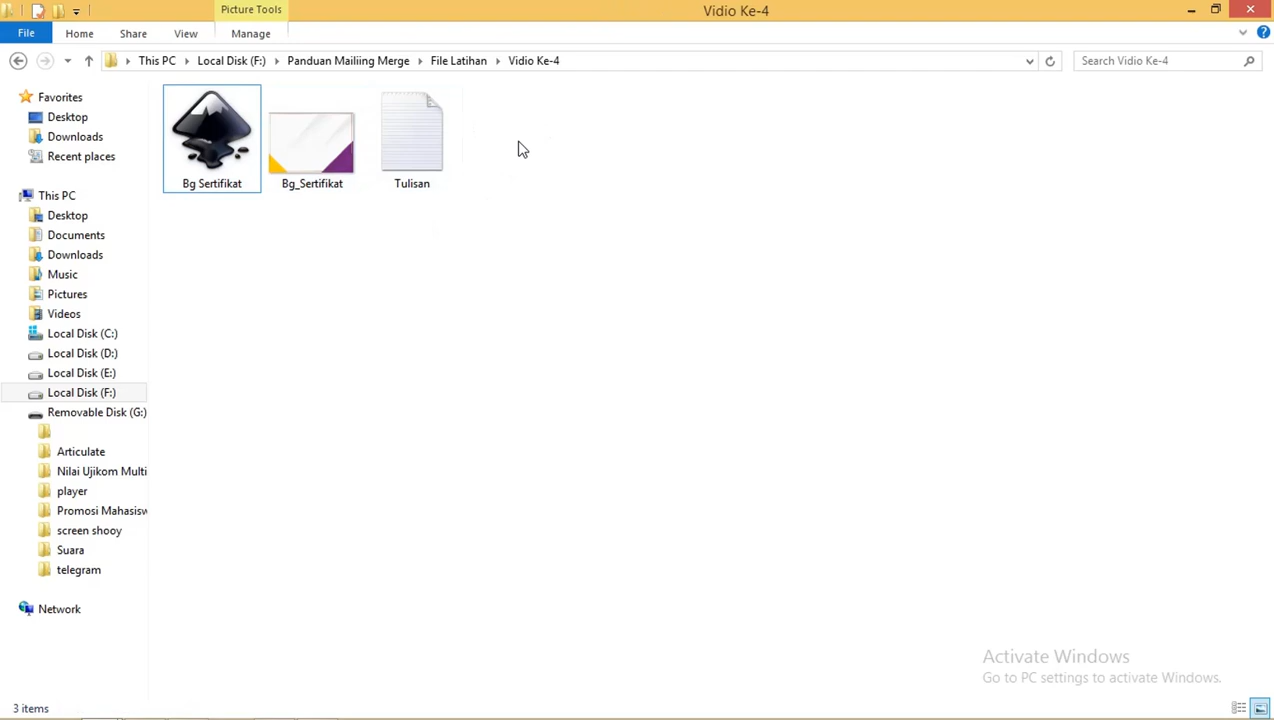 Picture Tools
Vidio Ke-4
File
Home
Share
View
Manage
This PC
Local Disk (F:)
Panduan Mailiing Merge
File Latihan
Vidio Ke-4
Search Vidio Ke-4
Favorites
Desktop
Downloads
Recent places
This PC
Desktop
Documents
Downloads
Music
Pictures
Videos
Local Disk (C:)
Local Disk (D:)
Local Disk (E:)
Local Disk (F:)
Removable Disk (G:)
Articulate
Nilai Ujikom Multi
player
Promosi Mahasisw
screen shooy
Suara
telegram
Network
Bg Sertifikat
Bg_Sertifikat
Tulisan
Activate Windows
Go to PC settings to activate Windows.
3 items